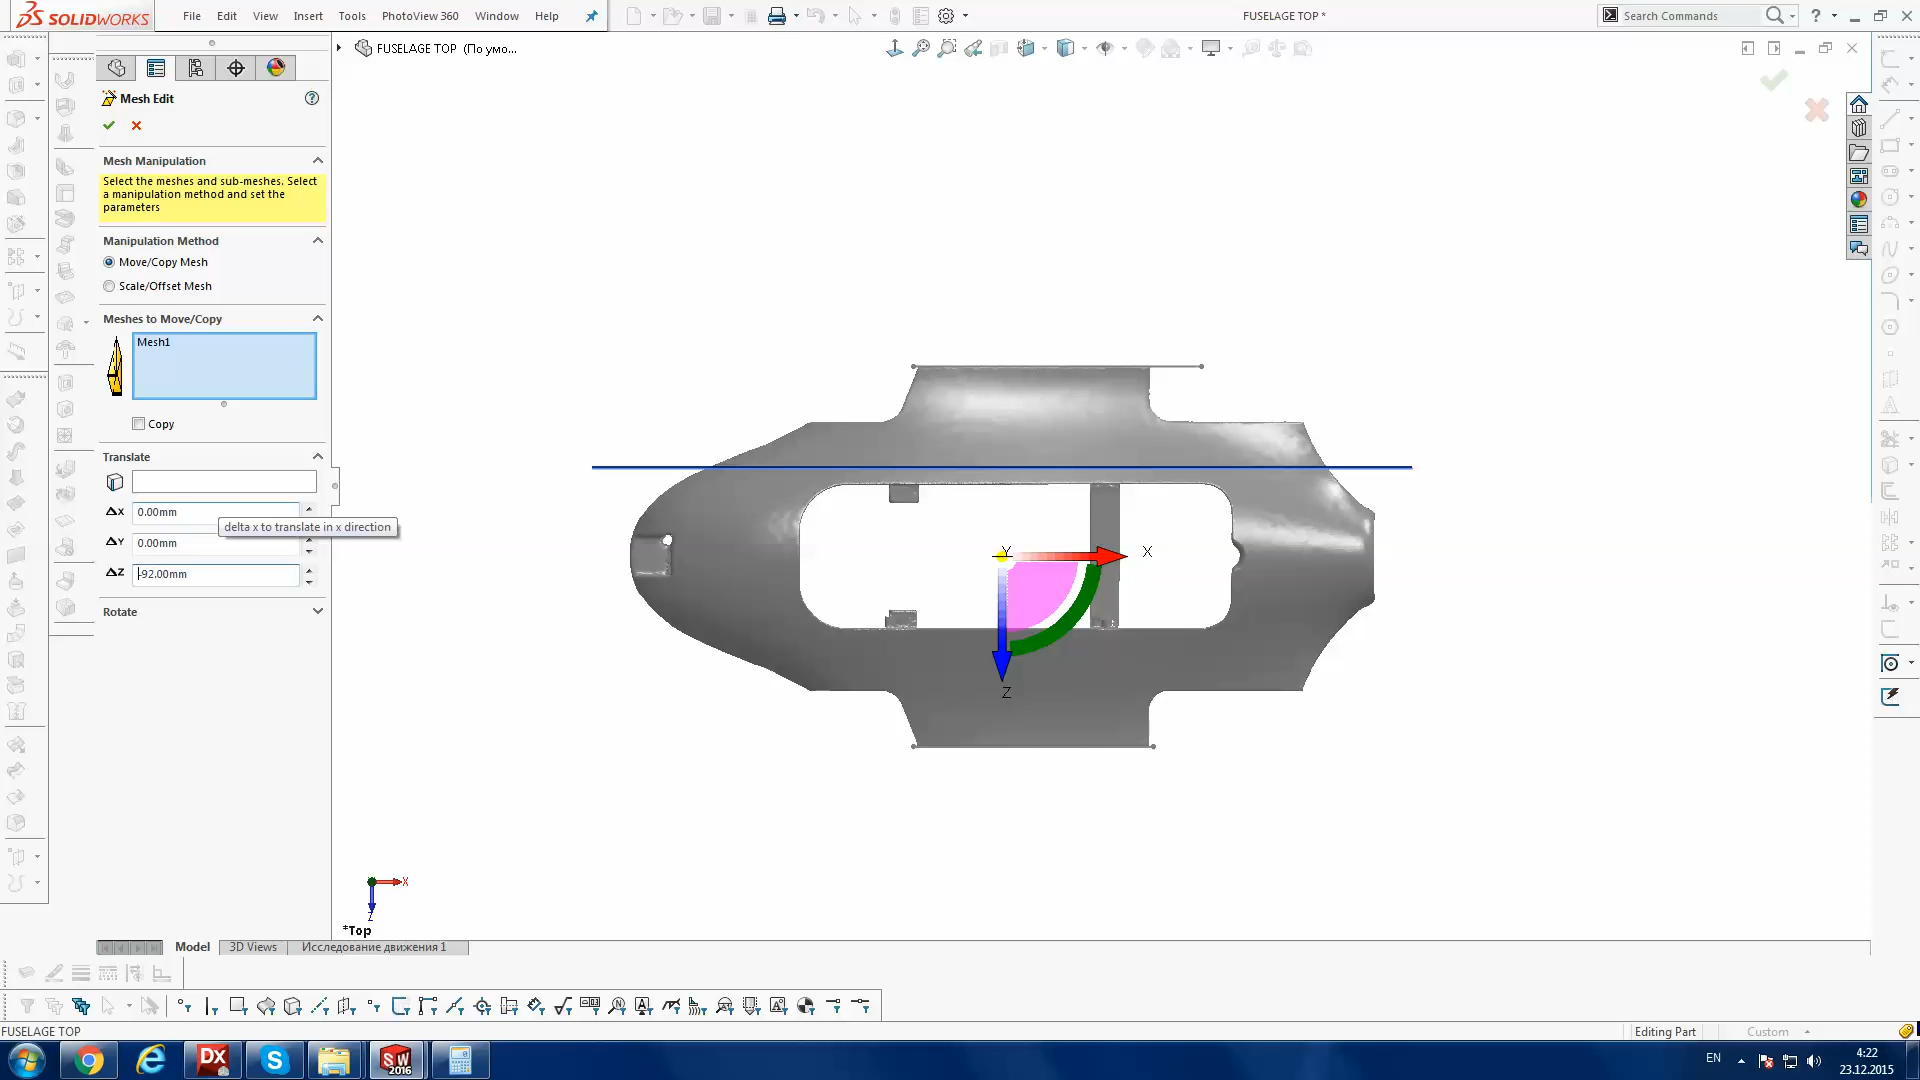 SOLIDWORKS
File Edit View Insert Tools PhotoView 360 Window Help
FUSELAGE TOP *
Search Commands
FUSELAGE TOP (По умо...
Mesh Edit
Mesh Manipulation
Select the meshes and sub-meshes. Select
a manipulation method and set the
parameters
Manipulation Method
Move/Copy Mesh
Scale/Offset Mesh
Meshes to Move/Copy
Mesh1
Copy
Translate
ΔX 0.00mm
delta x to translate in x direction
ΔY 0.00mm
ΔZ -92.00mm
Rotate
Y
X
Z
X
Z
*Top
Model 3D Views Исследование движения 1
FUSELAGE TOP
Editing Part
Custom
DX
SW
2016
EN
4:22
23.12.2015